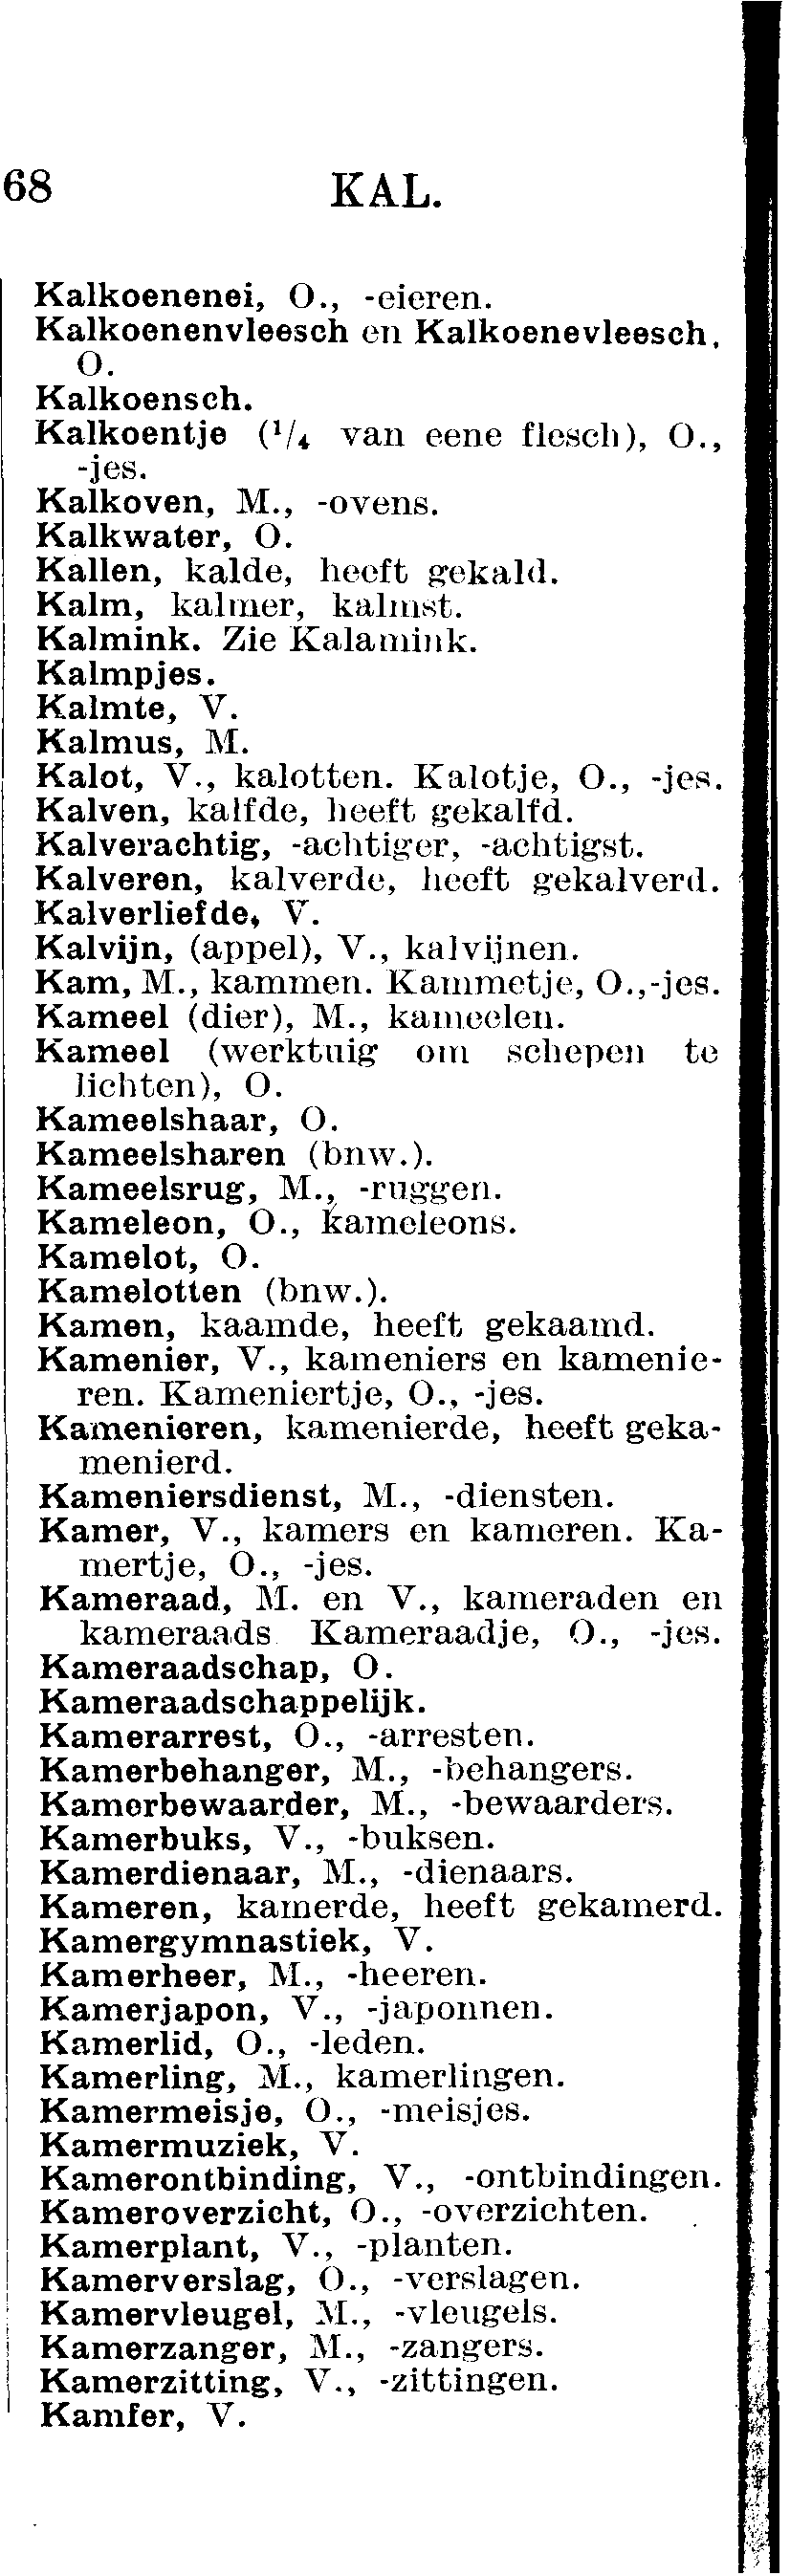 68
KAL.
Kalkoenenei, O., -eieren.
Kalkoenenvleesch en Kalkoenevleesch,
O.
Kalkoensch.
Kalkoentje (¹/₄ van eene flesch), O.,
-jes.
Kalkoven, M., -ovens.
Kalkwater, O.
Kallen, kalde, heeft gekald.
Kalm, kalmer, kalmst.
Kalmink. Zie Kalamink.
Kalmpjes.
Kalmte, V.
Kalmus, M.
Kalot, V., kalotten. Kalotje, O., -jes.
Kalven, kalfde, heeft gekalfd.
Kalverachtig, -achtiger, -achtigst.
Kalveren, kalverde, heeft gekalverd.
Kalverliefde, V.
Kalvijn, (appel), V., kalvijnen.
Kam, M., kammen. Kammetje, O.,-jes.
Kameel (dier), M., kameelen.
Kameel (werktuig om schepen te
lichten), O.
Kameelshaar, O.
Kameelsharen (bnw.).
Kameelsrug, M., -ruggen.
Kameleon, O., kameleons.
Kamelot, O.
Kamelotten (bnw.).
Kamen, kaamde, heeft gekaamd.
Kamenier, V., kameniers en kamenie-
ren. Kameniertje, O., -jes.
Kamenieren, kamenierde, heeft geka-
menierd.
Kameniersdienst, M., -diensten.
Kamer, V., kamers en kameren. Ka-
mertje, O., -jes.
Kameraad, M. en V., kameraden en
kameraads Kameraadje, O., -jes.
Kameraadschap, O.
Kameraadschappelijk.
Kamerarrest, O., -arresten.
Kamerbehanger, M., -behangers.
Kamerbewaarder, M., -bewaarders.
Kamerbuks, V., -buksen.
Kamerdienaar, M., -dienaars.
Kameren, kamerde, heeft gekamerd.
Kamergymnastiek, V.
Kamerheer, M., -heeren.
Kamerjapon, V., -japonnen.
Kamerlid, O., -leden.
Kamerling, M., kamerlingen.
Kamermeisje, O., -meisjes.
Kamermuziek, V.
Kamerontbinding, V., -ontbindingen.
Kameroverzicht, O., -overzichten.
Kamerplant, V., -planten.
Kamerverslag, O., -verslagen.
Kamervleugel, M., -vleugels.
Kamerzanger, M., -zangers.
Kamerzitting, V., -zittingen.
Kamfer, V.